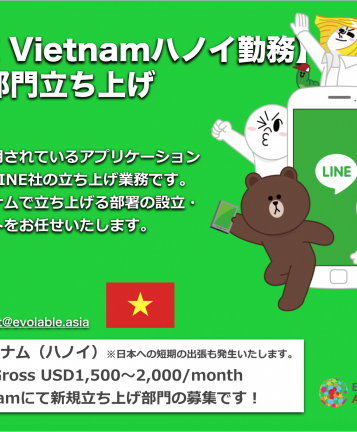 Vietnamハノイ勤務】
部門立ち上げ
用されているアプリケーション
INE社の立ち上げ業務です。
ナムで立ち上げる部署の設立・
トをお任せいたします。
LINE
t@evolable.asia
ナム（ハノイ）※日本への短期の出張も発生いたします。
Gross USD1,500～2,000/month
amにて新規立ち上げ部門の募集です！
E
A